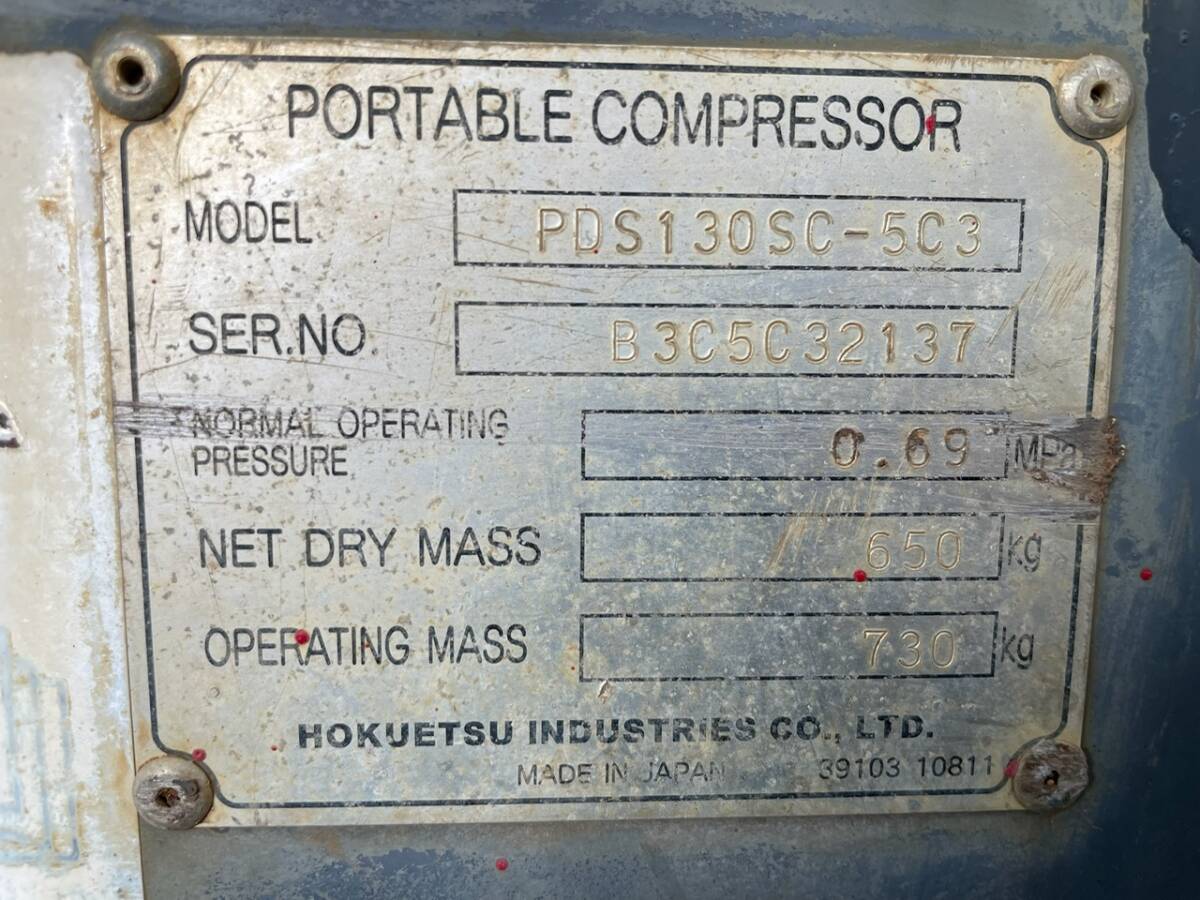 PORTABLE COMPRESSOR
MODEL PDS130SC-5C3
SER.NO. B3C5C32137
NORMAL OPERATING
PRESSURE 0.69 MPa
NET DRY MASS 650 kg
OPERATING MASS 730 kg
HOKUETSU INDUSTRIES CO., LTD.
MADE IN JAPAN 39103 10811